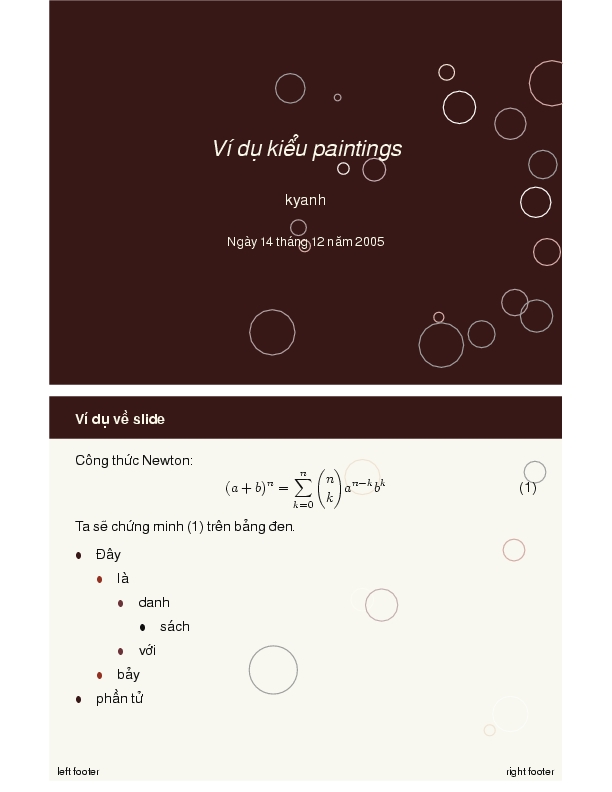 Ví dụ kiểu paintings
kyanh
Ngày 14 tháng 12 năm 2005
Ví dụ về slide
Công thức Newton:
(a + b)^n = \sum_{k=0}^{n} \binom{n}{k} a^{n−k} b^k (1)
Ta sẽ chứng minh (1) trên bảng đen.
• Đây
• là
• danh
• sách
• với
• bảy
• phần tử
left footer right footer